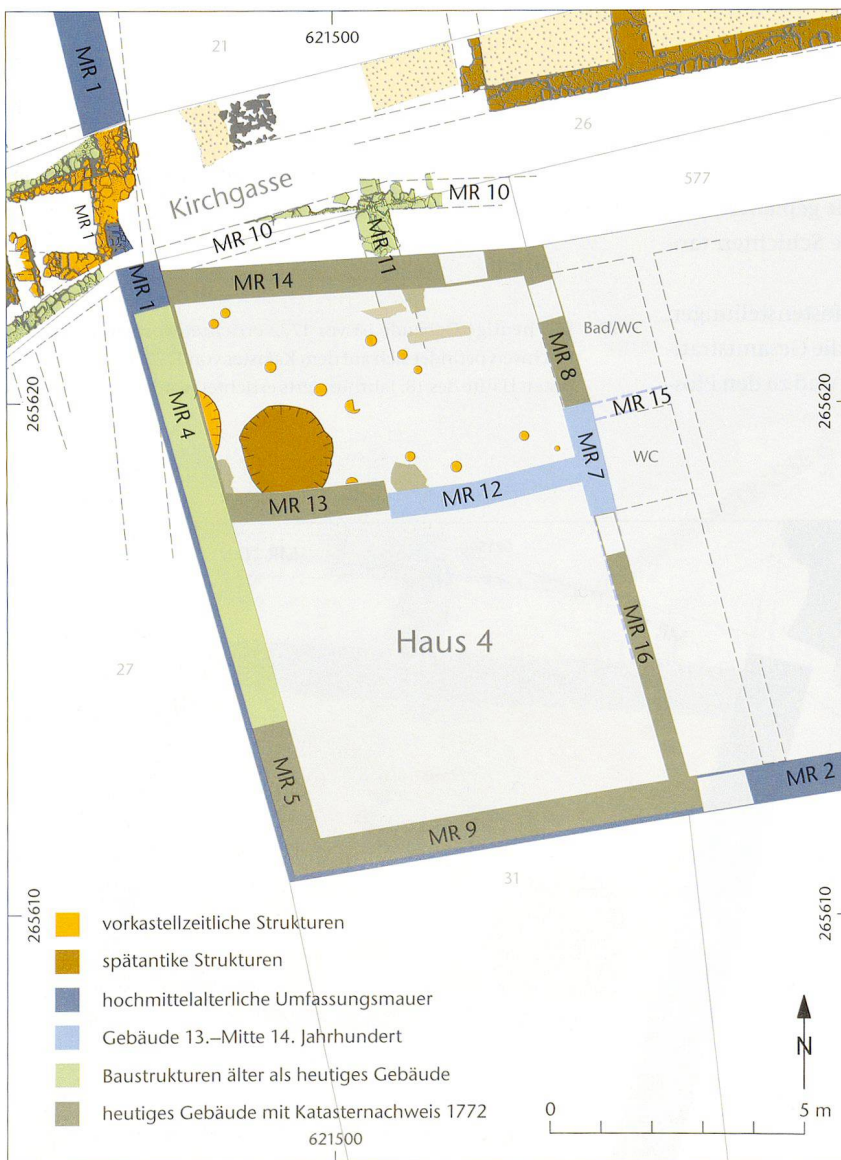 621500
21
MR 1
26
577
Kirchgasse
MR 10
MR 1
MR 10
MR 11
MR 1
MR 14
Bad/WC
MR 8
265620
265620
MR 15
MR 4
WC
MR 7
MR 12
MR 13
Haus 4
MR 16
27
MR 5
MR 2
MR 9
31
265610
265610
vorkastellzeitliche Strukturen
spätantike Strukturen
hochmittelalterliche Umfassungsmauer
Gebäude 13.–Mitte 14. Jahrhundert
Baustrukturen älter als heutiges Gebäude
heutiges Gebäude mit Katasternachweis 1772
N
0
5 m
621500